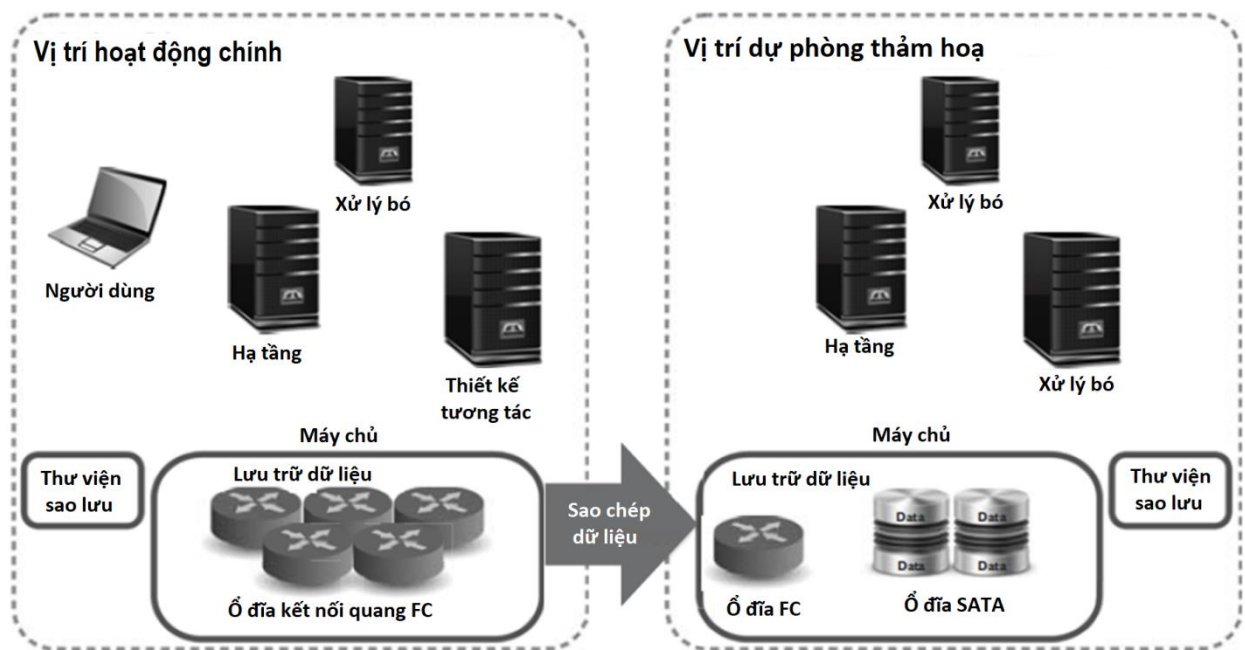 Vị trí hoạt động chính
Xử lý bó
Người dùng
Hạ tầng
Thiết kế
tương tác
Máy chủ
Thư viện
sao lưu
Lưu trữ dữ liệu
Ổ đĩa kết nối quang FC
Sao chép
dữ liệu
Vị trí dự phòng thảm hoạ
Xử lý bó
Hạ tầng
Xử lý bó
Máy chủ
Lưu trữ dữ liệu
Data
Data
Data
Data
Ổ đĩa FC
Ổ đĩa SATA
Thư viện
sao lưu